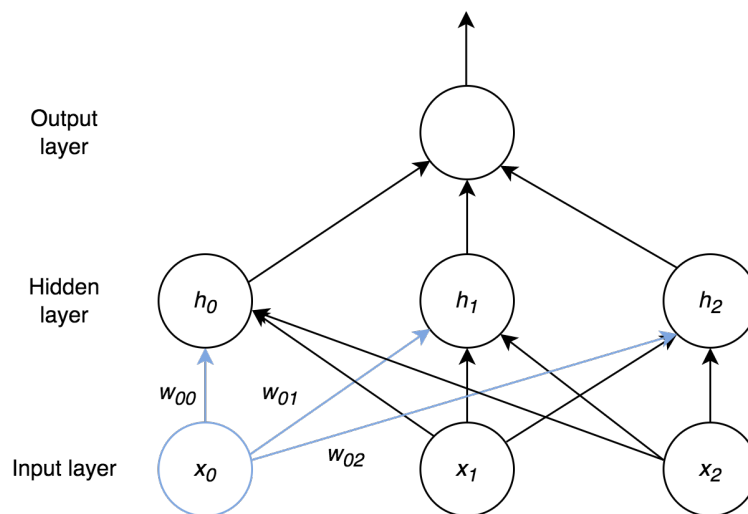 Output
layer
Hidden
layer
h0
h1
h2
w00
w01
w02
Input layer
x0
x1
x2